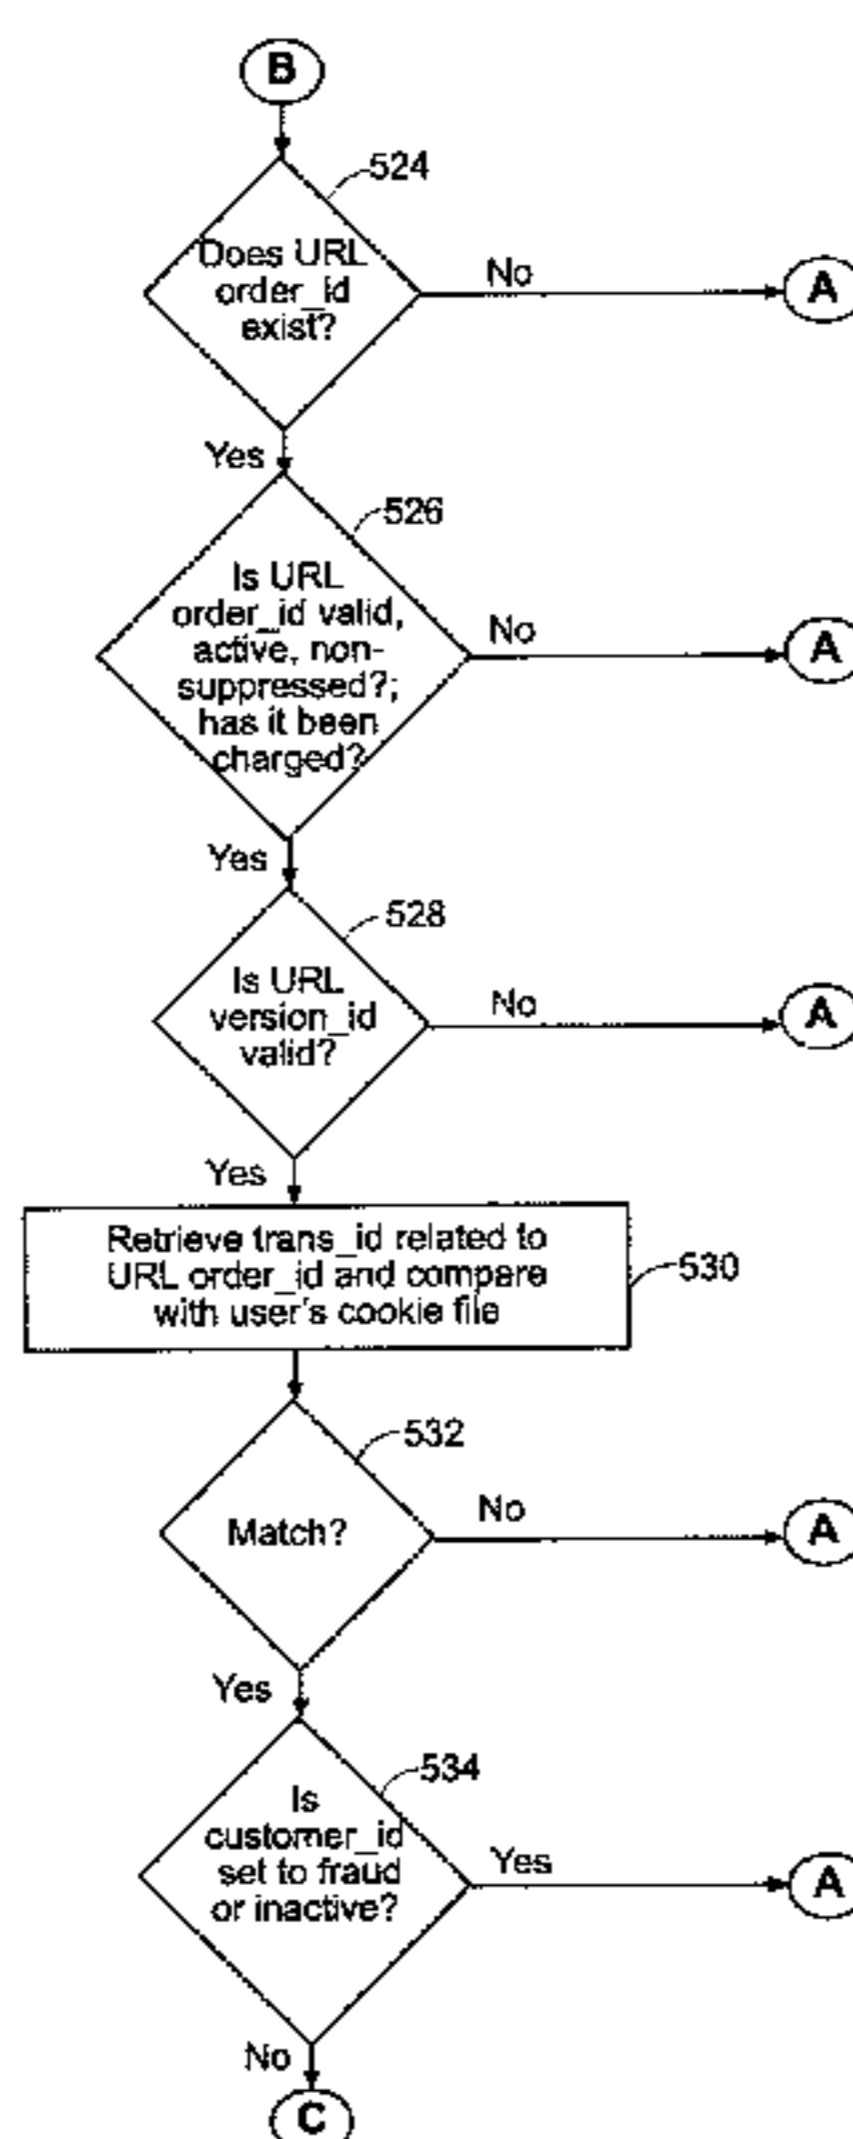 B
524
Does URL
order_id
exist?
No
A
Yes
526
Is URL
order_id valid,
active, non-
suppressed?;
has it been
charged?
No
A
Yes
528
Is URL
version_id
valid?
No
A
Yes
Retrieve trans_id related to
URL order_id and compare
with user's cookie file
530
532
Match?
No
A
Yes
534
Is
customer_id
set to fraud
or inactive?
Yes
A
No
C